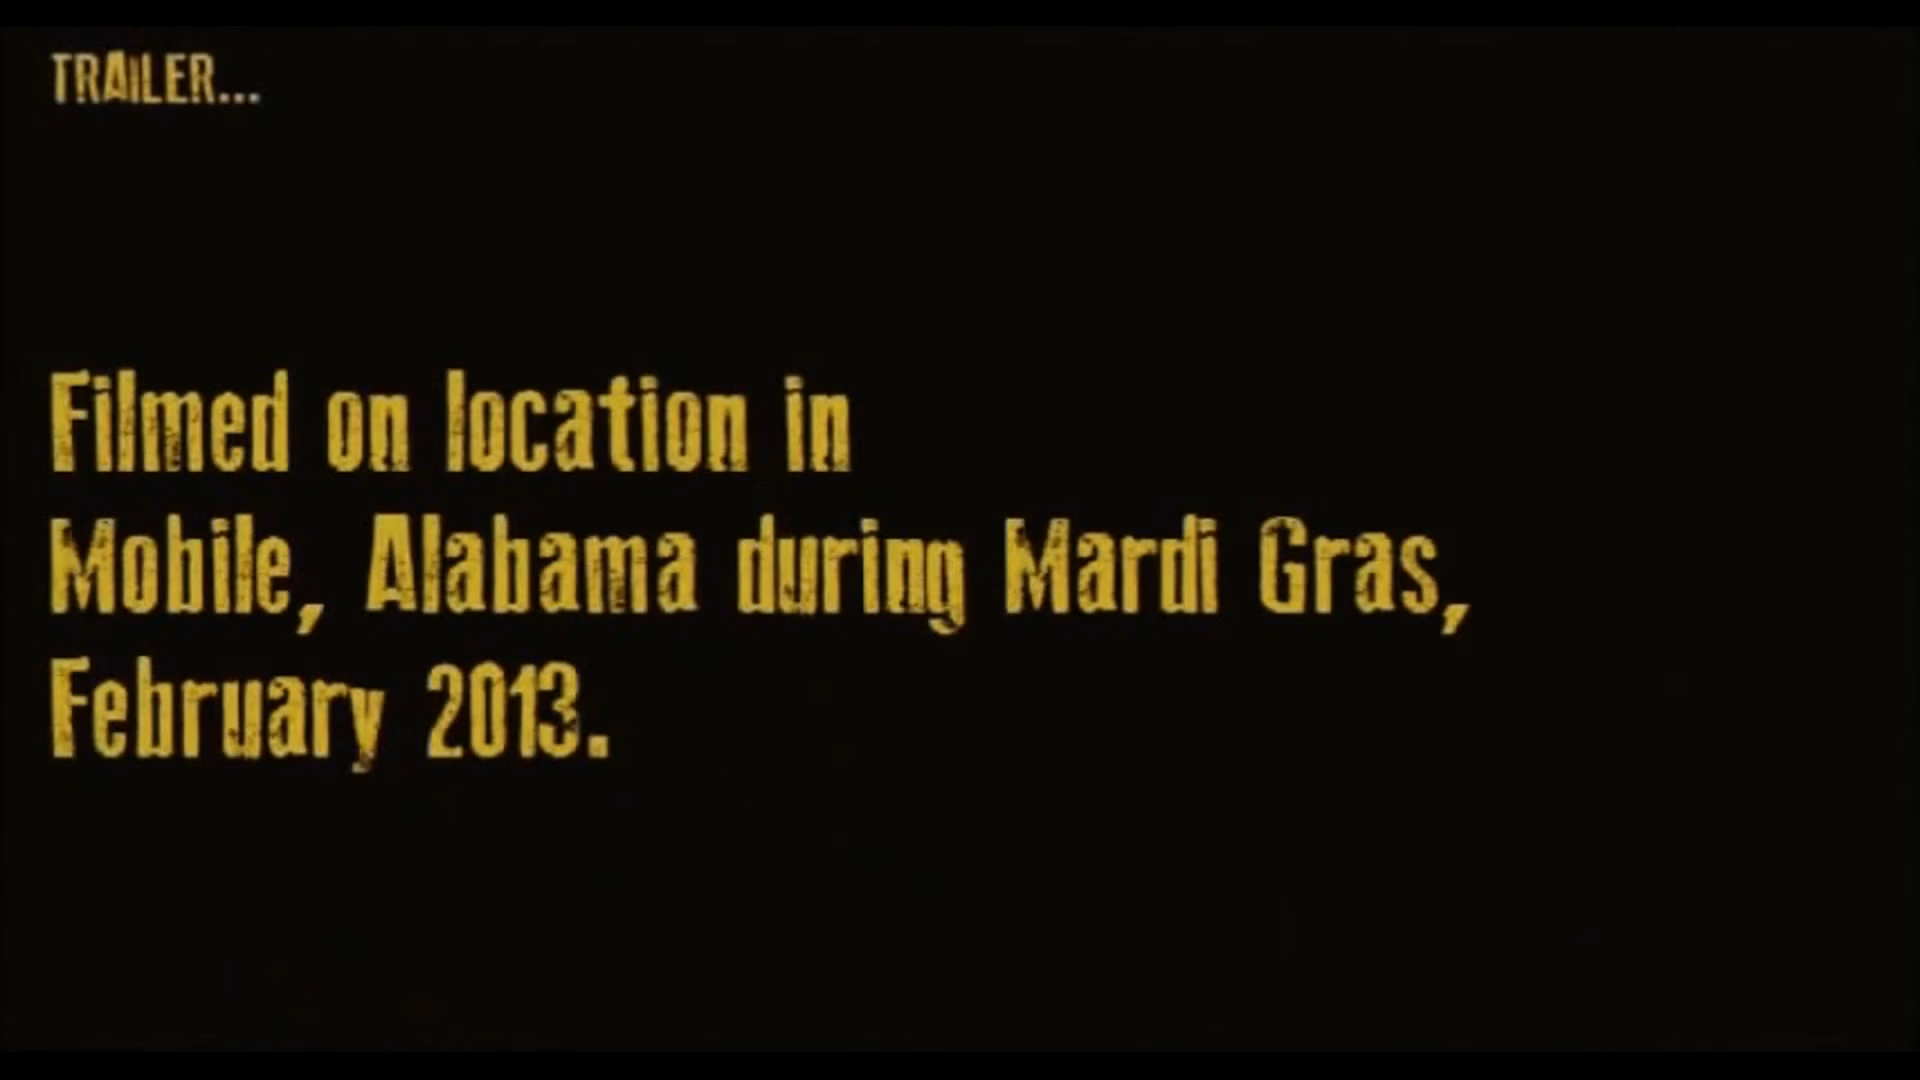 TRAILER...
Filmed on location in
Mobile, Alabama during Mardi Gras,
February 2013.